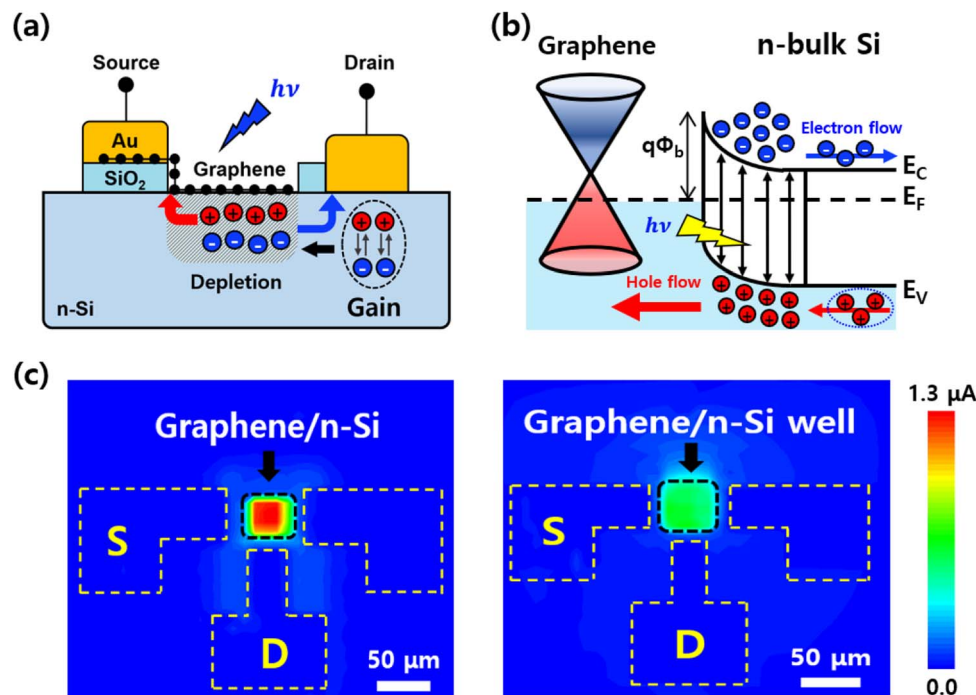 (a)
Source
Drain
hν
Au
SiO₂
Graphene
+ + + +
- - - -
+ +
- -
Depletion
Gain
n-Si
(b)
Graphene
n-bulk Si
qΦb
Electron flow
- - - - - - - - - -
EC
EF
hν
Hole flow
EV
+ + + + + + + + + + +
(c)
Graphene/n-Si
S
D
50 μm
Graphene/n-Si well
S
D
50 μm
1.3 μA
0.0